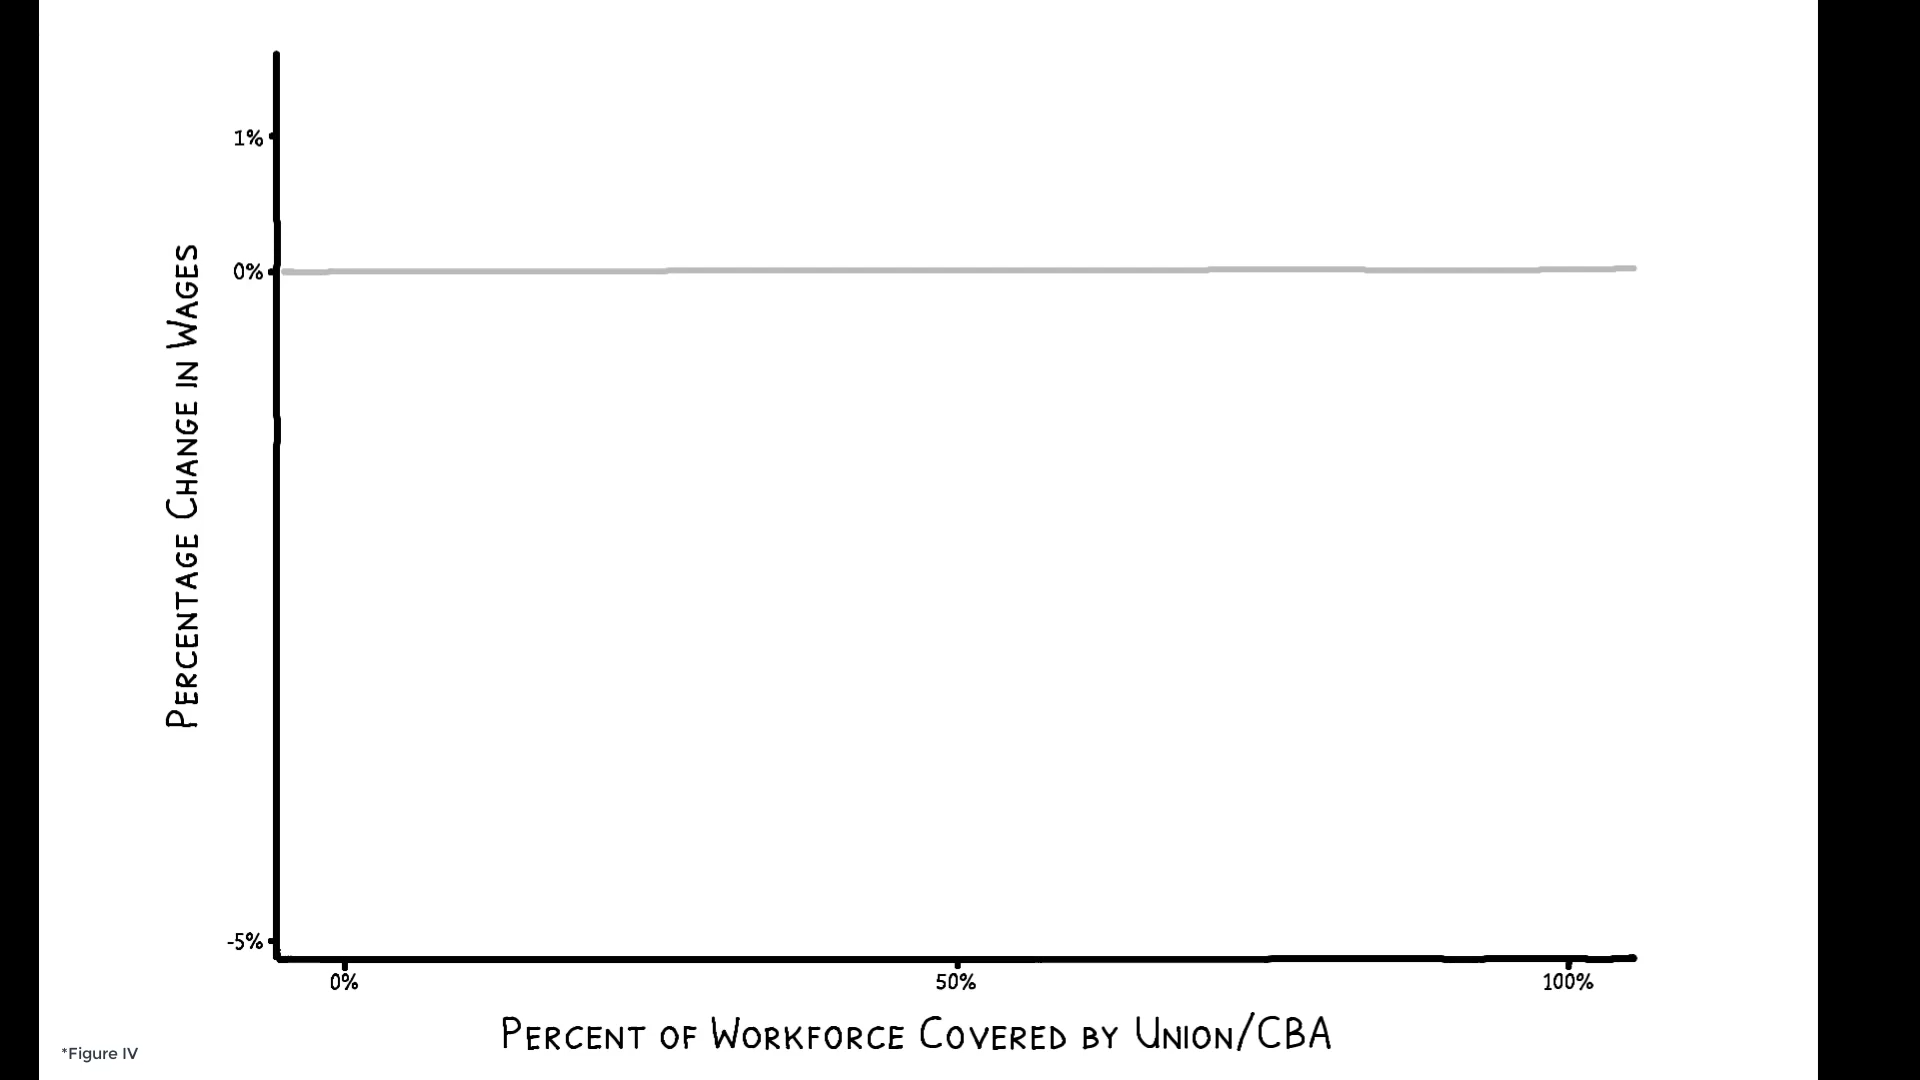 1%
0%
Percentage Change in Wages
-5%
0% 50% 100%
Percent of Workforce Covered by Union/CBA
*Figure IV